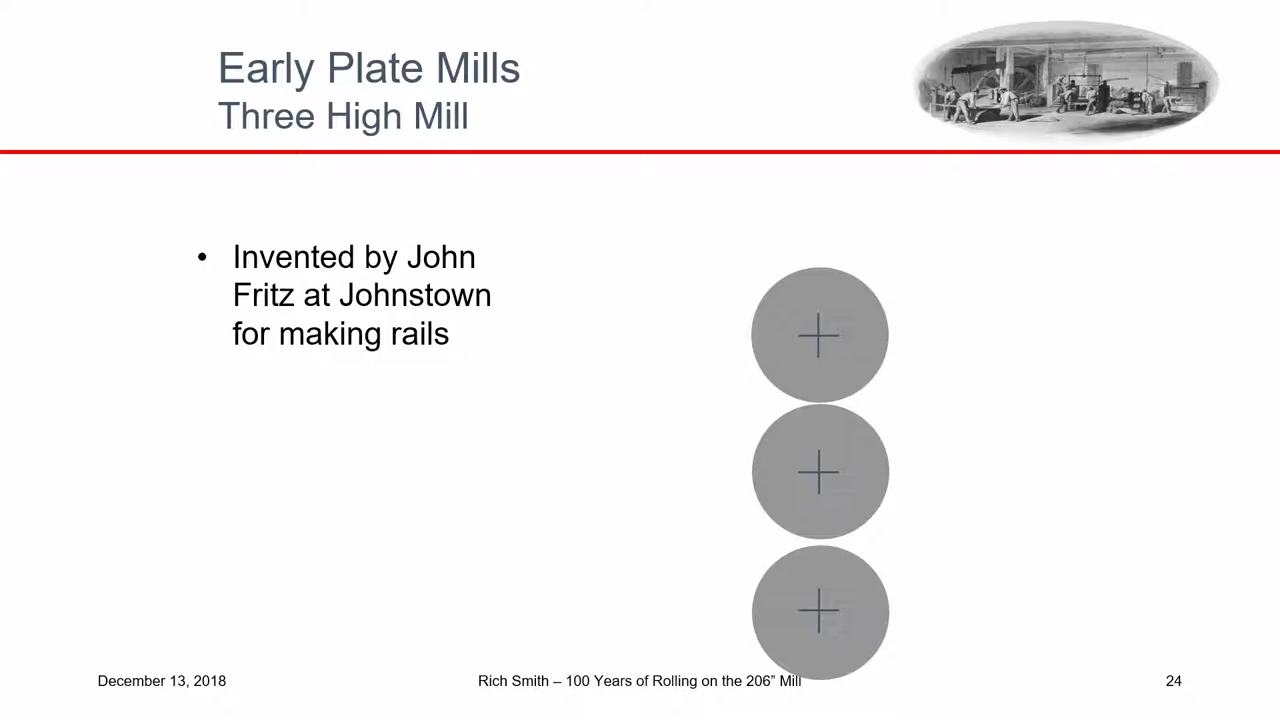 Early Plate Mills
Three High Mill
• Invented by John
Fritz at Johnstown
for making rails
December 13, 2018
Rich Smith – 100 Years of Rolling on the 206” Mill
24